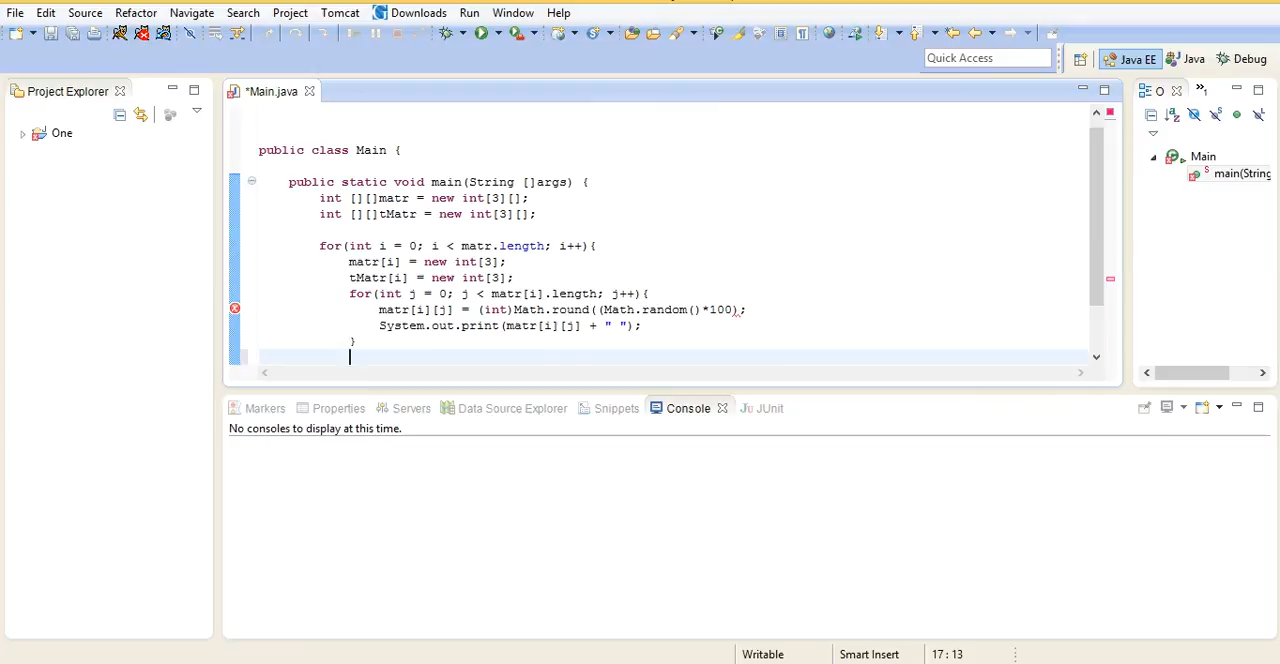 File Edit Source Refactor Navigate Search Project Tomcat Downloads Run Window Help
Quick Access Java EE Java Debug
Project Explorer *Main.java O 1
One
Main
main(String
public class Main {
public static void main(String []args) {
int [][]matr = new int[3][];
int [][]tMatr = new int[3][];
for(int i = 0; i < matr.length; i++){
matr[i] = new int[3];
tMatr[i] = new int[3];
for(int j = 0; j < matr[i].length; j++){
matr[i][j] = (int)Math.round((Math.random()*100);
System.out.print(matr[i][j] + " ");
}
Markers Properties Servers Data Source Explorer Snippets Console Ju JUnit
No consoles to display at this time.
Writable Smart Insert 17 : 13